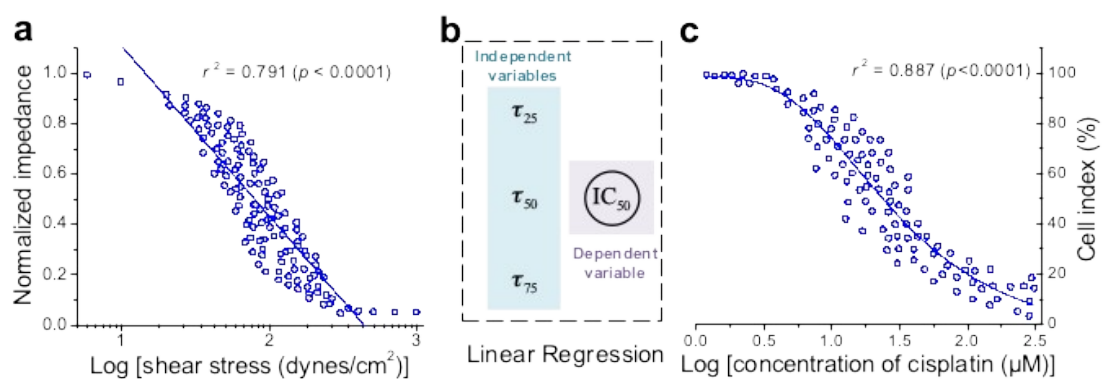 a
r² = 0.791 (p < 0.0001)
Normalized impedance
1.0
0.8
0.6
0.4
0.2
0.0
1
2
3
Log [shear stress (dynes/cm²)]
b
Independent
variables
τ25
τ50
τ75
IC50
Dependent
variable
Linear Regression
c
r² = 0.887 (p<0.0001)
100
80
60
40
20
0
Cell index (%)
0.0
0.5
1.0
1.5
2.0
2.5
Log [concentration of cisplatin (μM)]